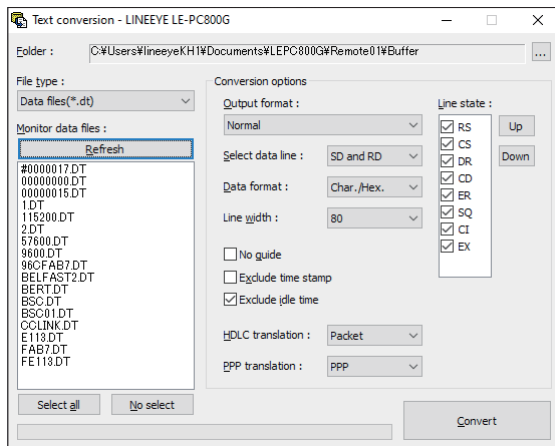 Text conversion - LINEEYE LE-PC800G
Folder :
C:¥Users¥lineeyeKH1¥Documents¥LEPC800G¥Remote01¥Buffer
...
File type :
Data files(*.dt)
Monitor data files :
Refresh
#0000017.DT
00000000.DT
00000015.DT
1.DT
115200.DT
2.DT
57600.DT
9600.DT
96CFAB7.DT
BELFAST2.DT
BERT.DT
BSC.DT
BSC01.DT
CCLINK.DT
E113.DT
FAB7.DT
FE113.DT
Select all
No select
Conversion options
Output format :
Normal
Select data line :
SD and RD
Data format :
Char./Hex.
Line width :
80
No guide
Exclude time stamp
Exclude idle time
HDLC translation :
Packet
PPP translation :
PPP
Line state :
RS
CS
DR
CD
ER
SQ
CI
EX
Up
Down
Convert